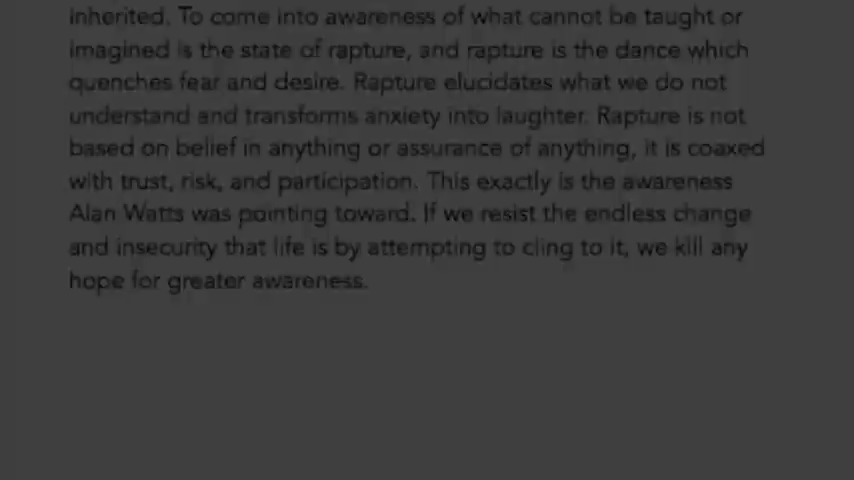 inherited. To come into awareness of what cannot be taught or
imagined is the state of rapture, and rapture is the dance which
quenches fear and desire. Rapture elucidates what we do not
understand and transforms anxiety into laughter. Rapture is not
based on belief in anything or assurance of anything, it is coaxed
with trust, risk, and participation. This exactly is the awareness
Alan Watts was pointing toward. If we resist the endless change
and insecurity that life is by attempting to cling to it, we kill any
hope for greater awareness.